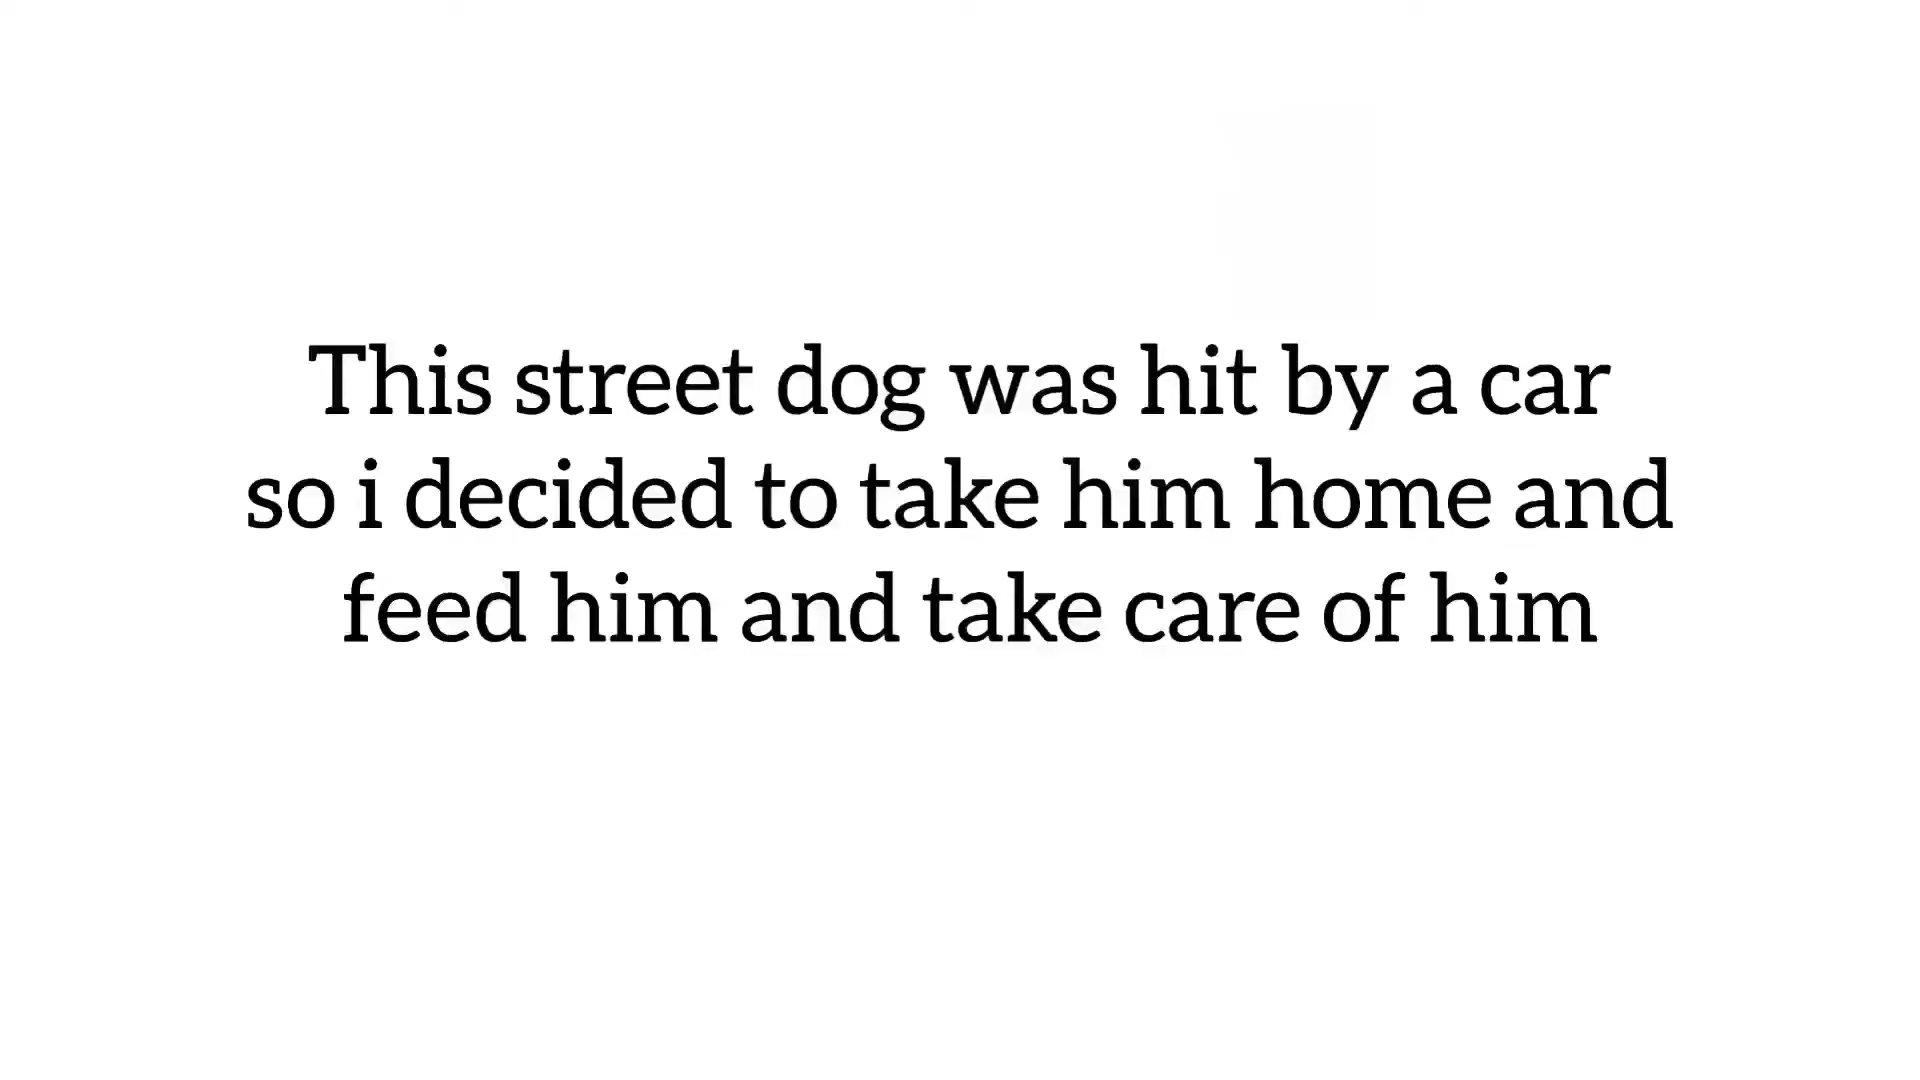 This street dog was hit by a car
so i decided to take him home and
feed him and take care of him